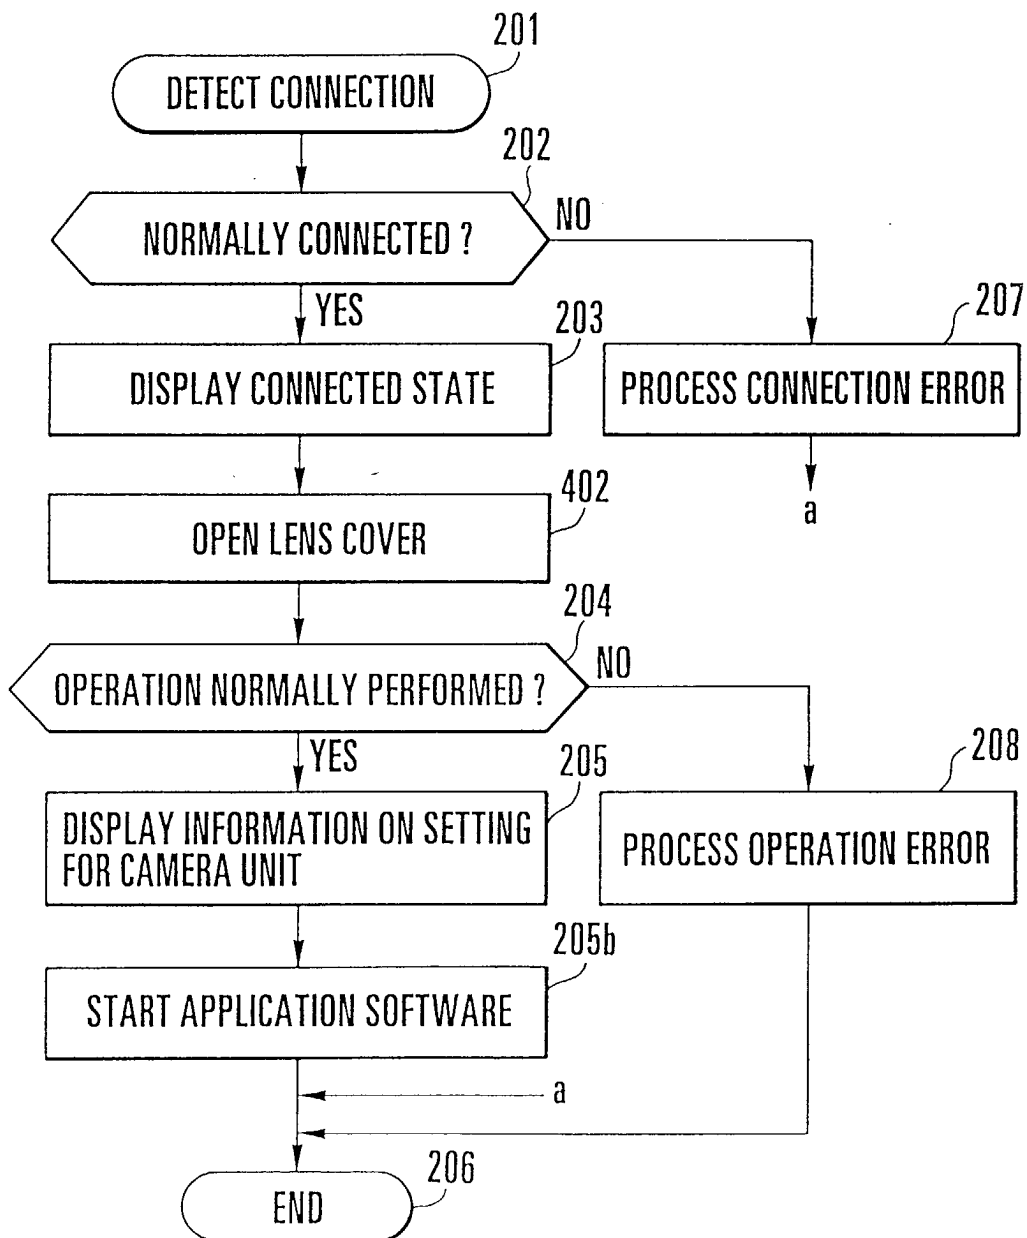 201
DETECT CONNECTION
202
NORMALLY CONNECTED ?
NO
YES
203
207
DISPLAY CONNECTED STATE
PROCESS CONNECTION ERROR
a
402
OPEN LENS COVER
204
OPERATION NORMALLY PERFORMED ?
NO
YES
205
208
DISPLAY INFORMATION ON SETTING
FOR CAMERA UNIT
PROCESS OPERATION ERROR
205b
START APPLICATION SOFTWARE
a
206
END